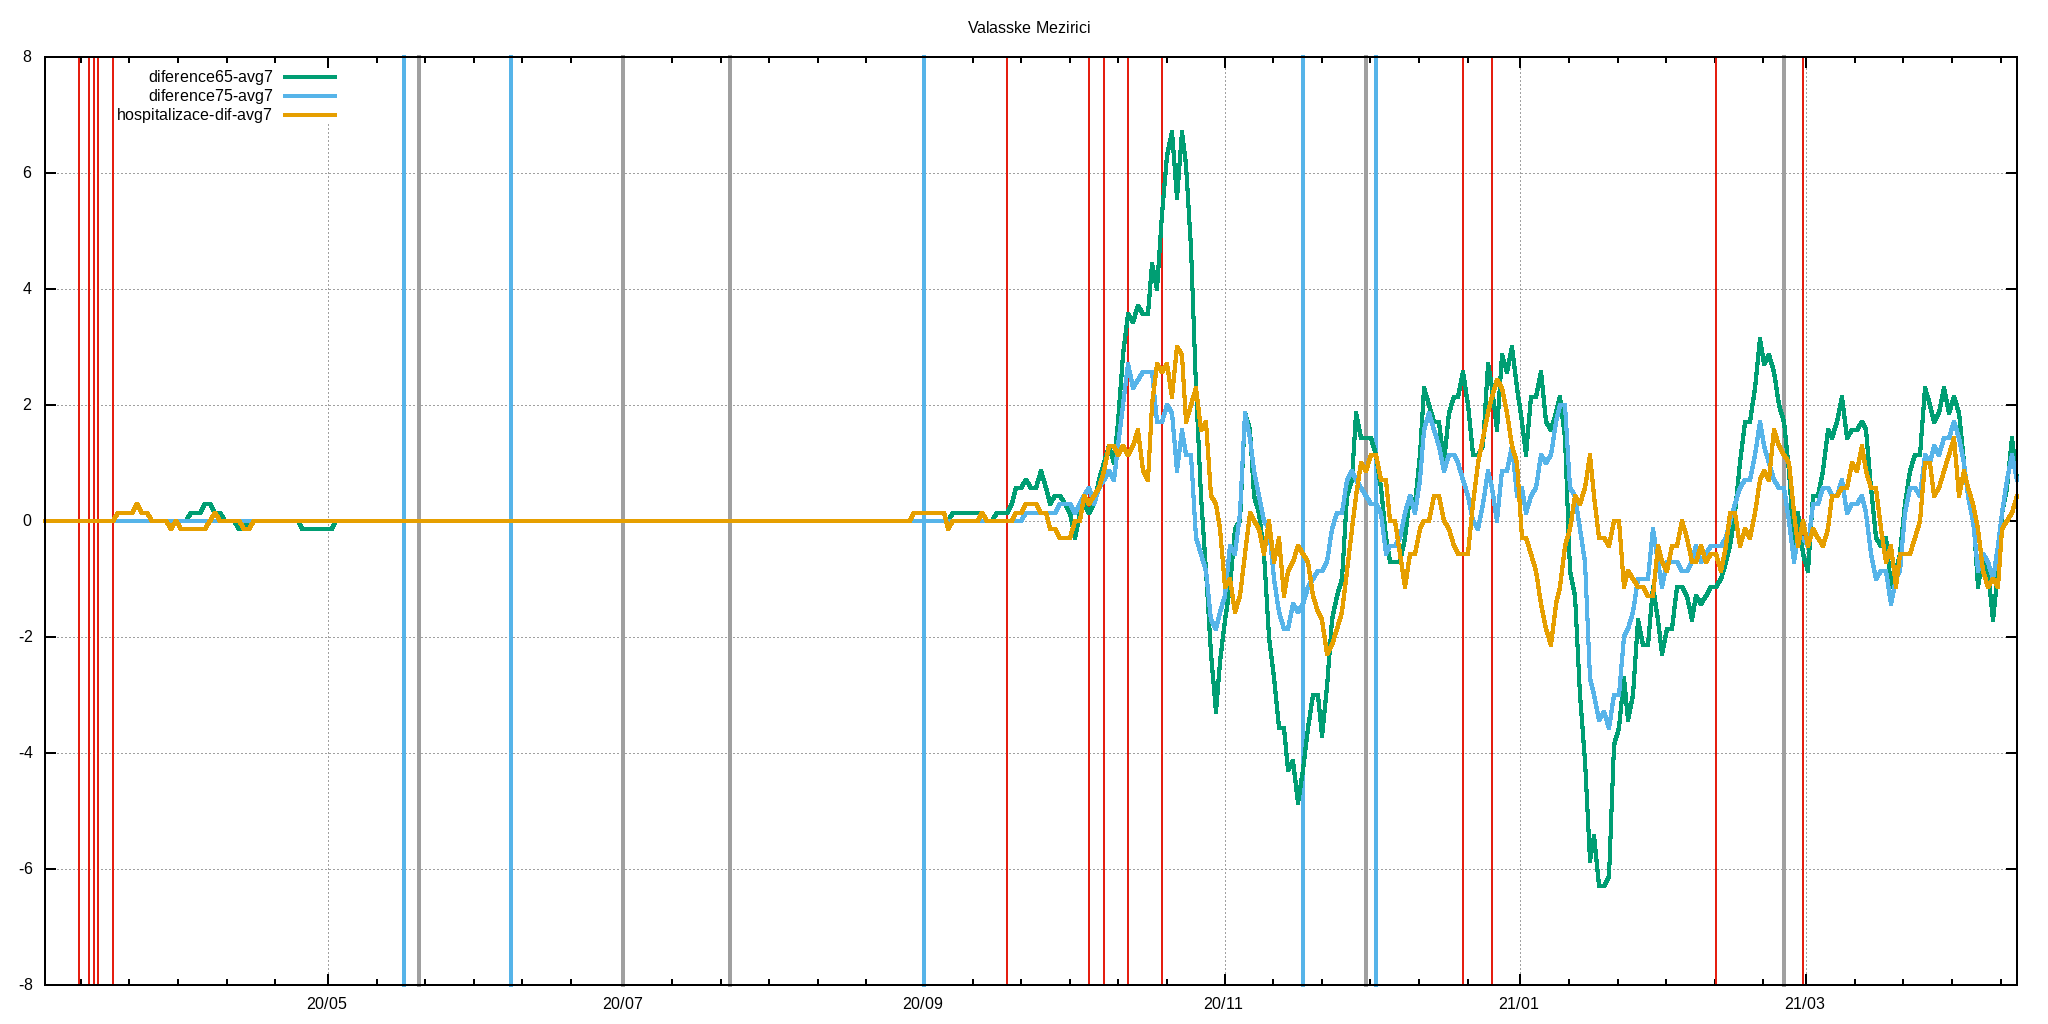 Valasske Mezirici
8
diference65-avg7
diference75-avg7
hospitalizace-dif-avg7
6
4
2
0
-2
-4
-6
-8
20/05 20/07 20/09 20/11 21/01 21/03